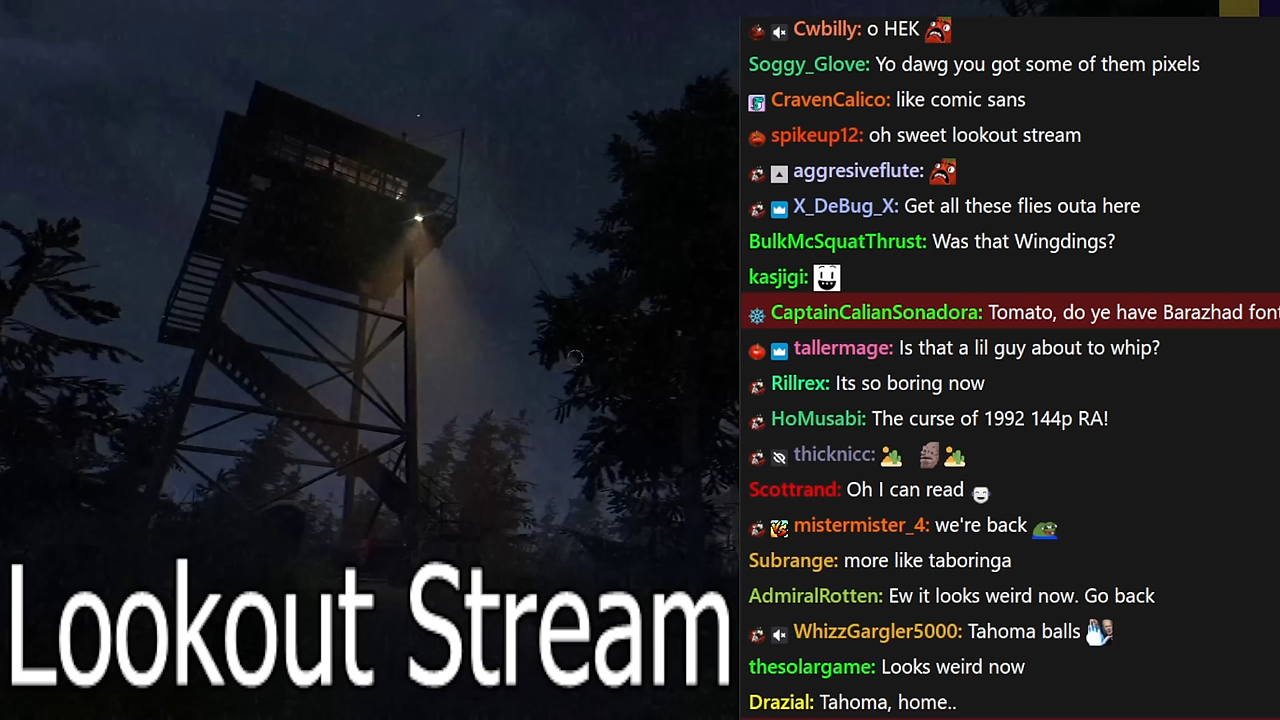 Cwbilly: o HEK
Soggy_Glove: Yo dawg you got some of them pixels
CravenCalico: like comic sans
spikeup12: oh sweet lookout stream
aggresiveflute:
X_DeBug_X: Get all these flies outa here
BulkMcSquatThrust: Was that Wingdings?
kasjigi:
CaptainCalianSonadora: Tomato, do ye have Barazhad font
tallermage: Is that a lil guy about to whip?
Rillrex: Its so boring now
HoMusabi: The curse of 1992 144p RA!
thicknicc:
Scottrand: Oh I can read
mistermister_4: we're back
Subrange: more like taboringa
AdmiralRotten: Ew it looks weird now. Go back
WhizzGargler5000: Tahoma balls
thesolargame: Looks weird now
Drazial: Tahoma, home..
Lookout Stream